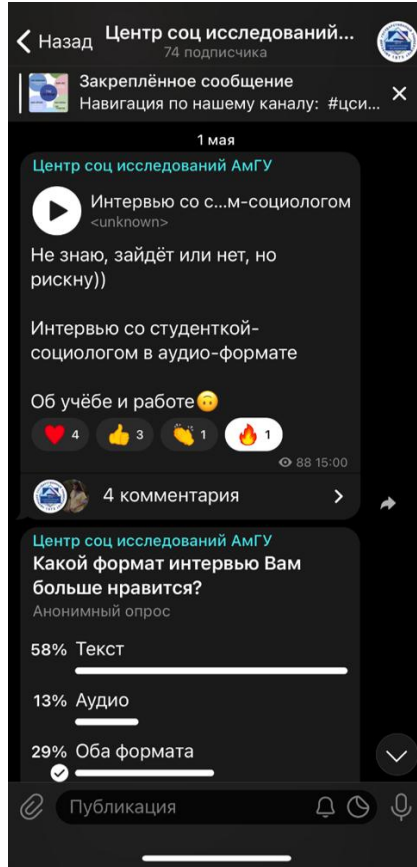 Назад
Центр соц исследований...
74 подписчика
Закреплённое сообщение
Навигация по нашему каналу: #цси...
1 мая
Центр соц исследований АмГУ
Интервью со с...м-социологом
<unknown>
Не знаю, зайдёт или нет, но
рискну))
Интервью со студенткой-
социологом в аудио-формате
Об учёбе и работе🙃
❤️ 4 👍 3 👏 1 🔥 1
88 15:00
4 комментария
Центр соц исследований АмГУ
Какой формат интервью Вам
больше нравится?
Анонимный опрос
58% Текст
13% Аудио
29% Оба формата
Публикация